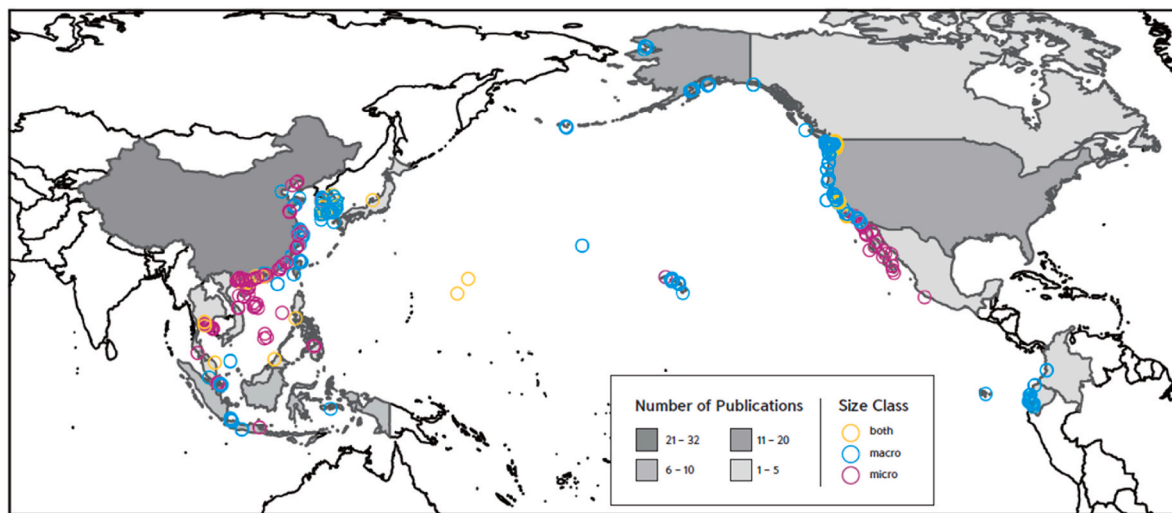 Number of Publications
21 – 32
11 – 20
6 – 10
1 – 5
Size Class
both
macro
micro